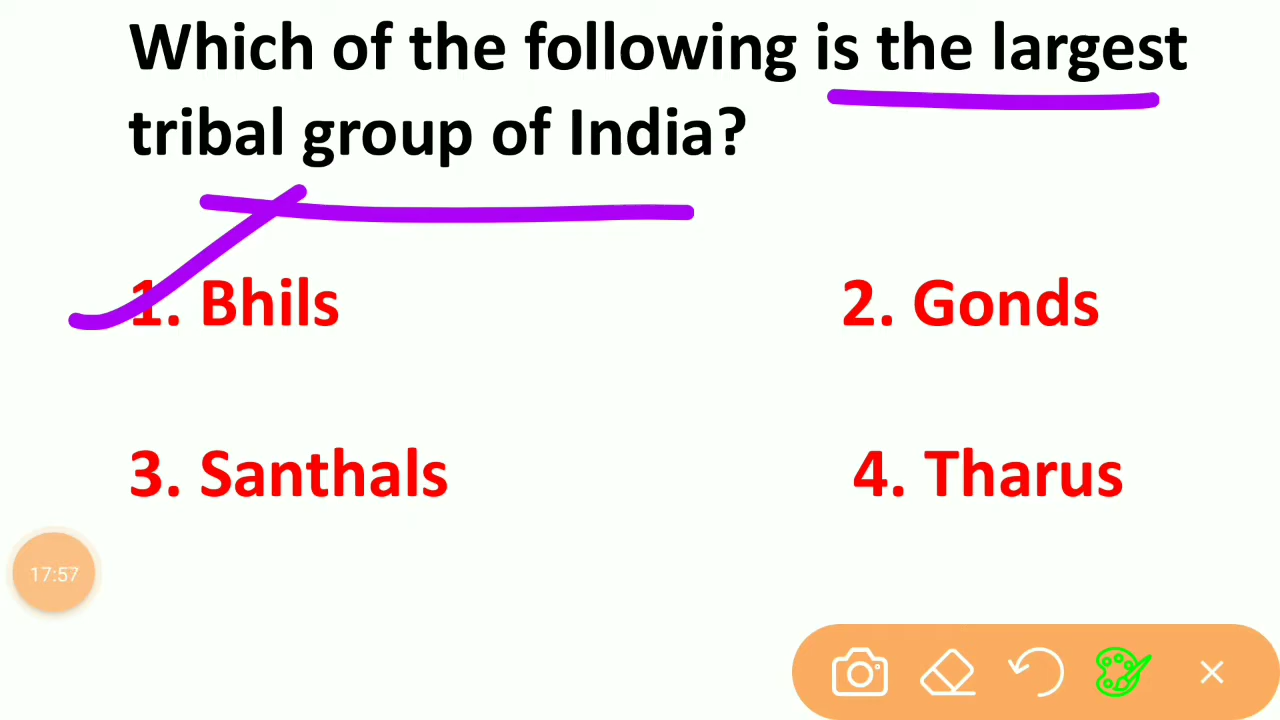 Which of the following is the largest
tribal group of India?
1. Bhils
2. Gonds
3. Santhals
4. Tharus
17:57